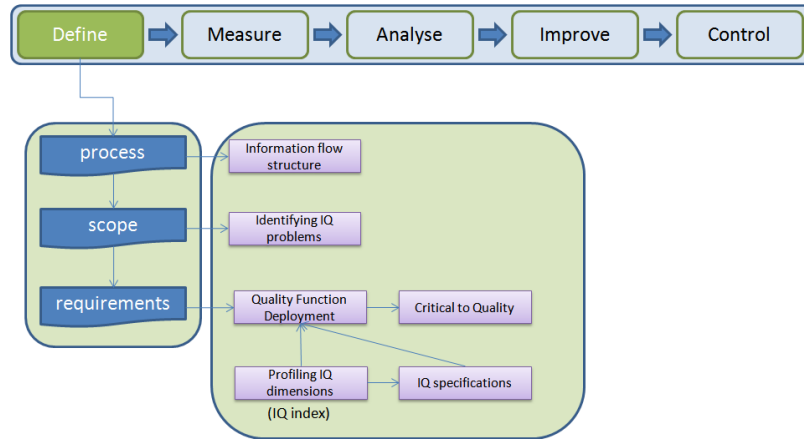 Define
Measure
Analyse
Improve
Control
process
Information flow
structure
scope
Identifying IQ
problems
requirements
Quality Function
Deployment
Critical to Quality
Profiling IQ
dimensions
IQ specifications
(IQ index)